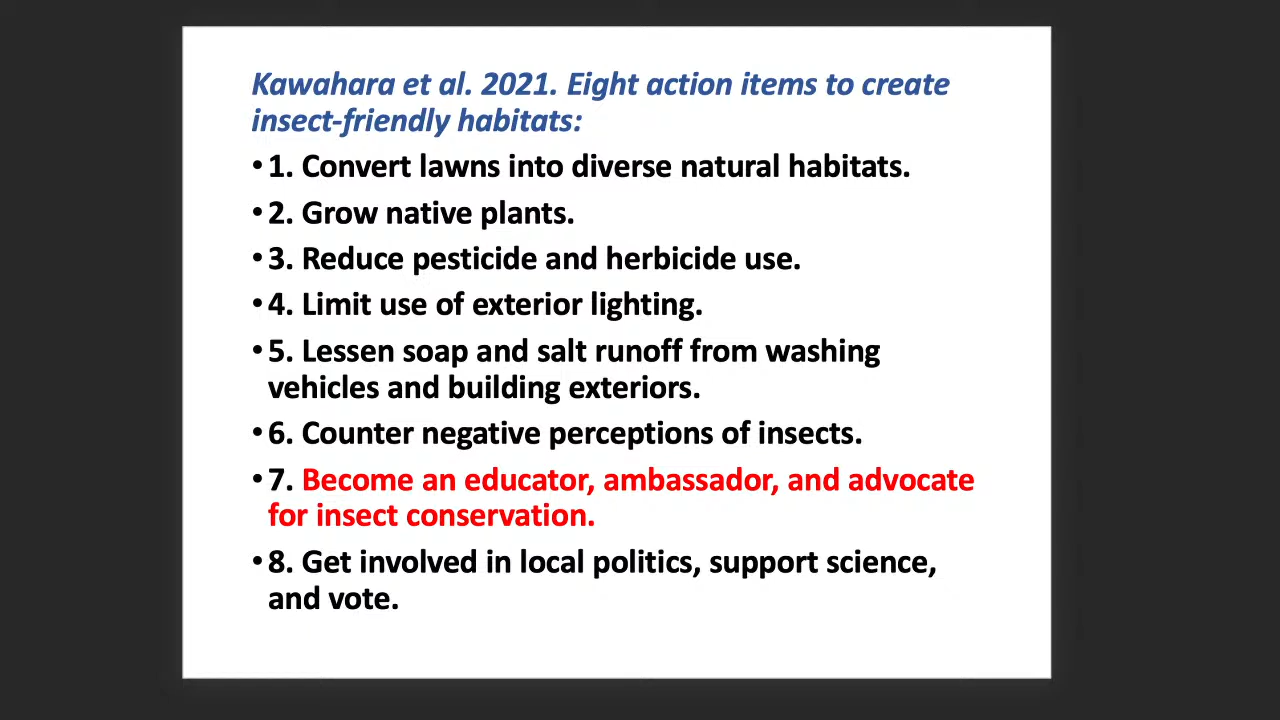 Kawahara et al. 2021. Eight action items to create
insect-friendly habitats:
•1. Convert lawns into diverse natural habitats.
•2. Grow native plants.
•3. Reduce pesticide and herbicide use.
•4. Limit use of exterior lighting.
•5. Lessen soap and salt runoff from washing
vehicles and building exteriors.
•6. Counter negative perceptions of insects.
•7. Become an educator, ambassador, and advocate
for insect conservation.
•8. Get involved in local politics, support science,
and vote.